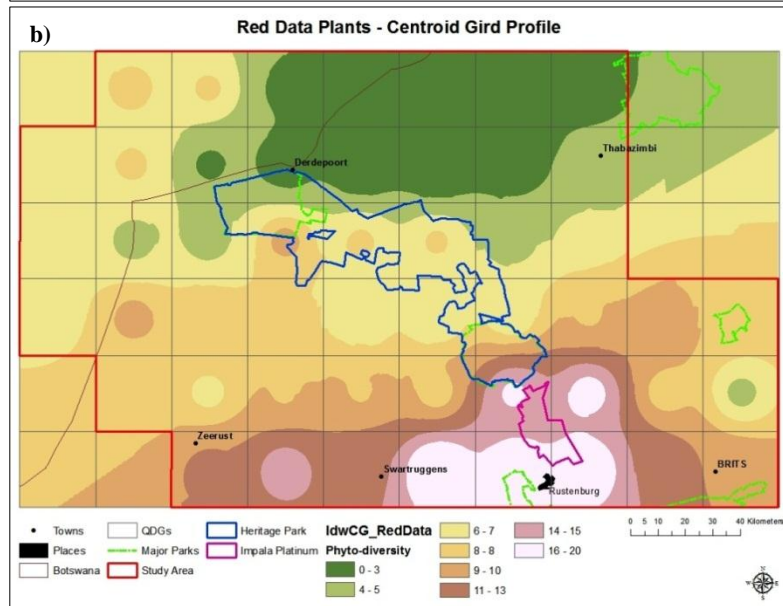 b)
Red Data Plants - Centroid Gird Profile
Derdepoort
Thabazimbi
Zeerust
Swartruggens
BRITS
Rustenburg
Towns
QDGs
Heritage Park
IdwCG_RedData
6 - 7
14 - 15
0 5 10 20 30 40 Kilometers
Places
Major Parks
Impala Platinum
Phyto-diversity
8 - 8
16 - 20
Botswana
Study Area
0 - 3
9 - 10
4 - 5
11 - 13
N
W E
S